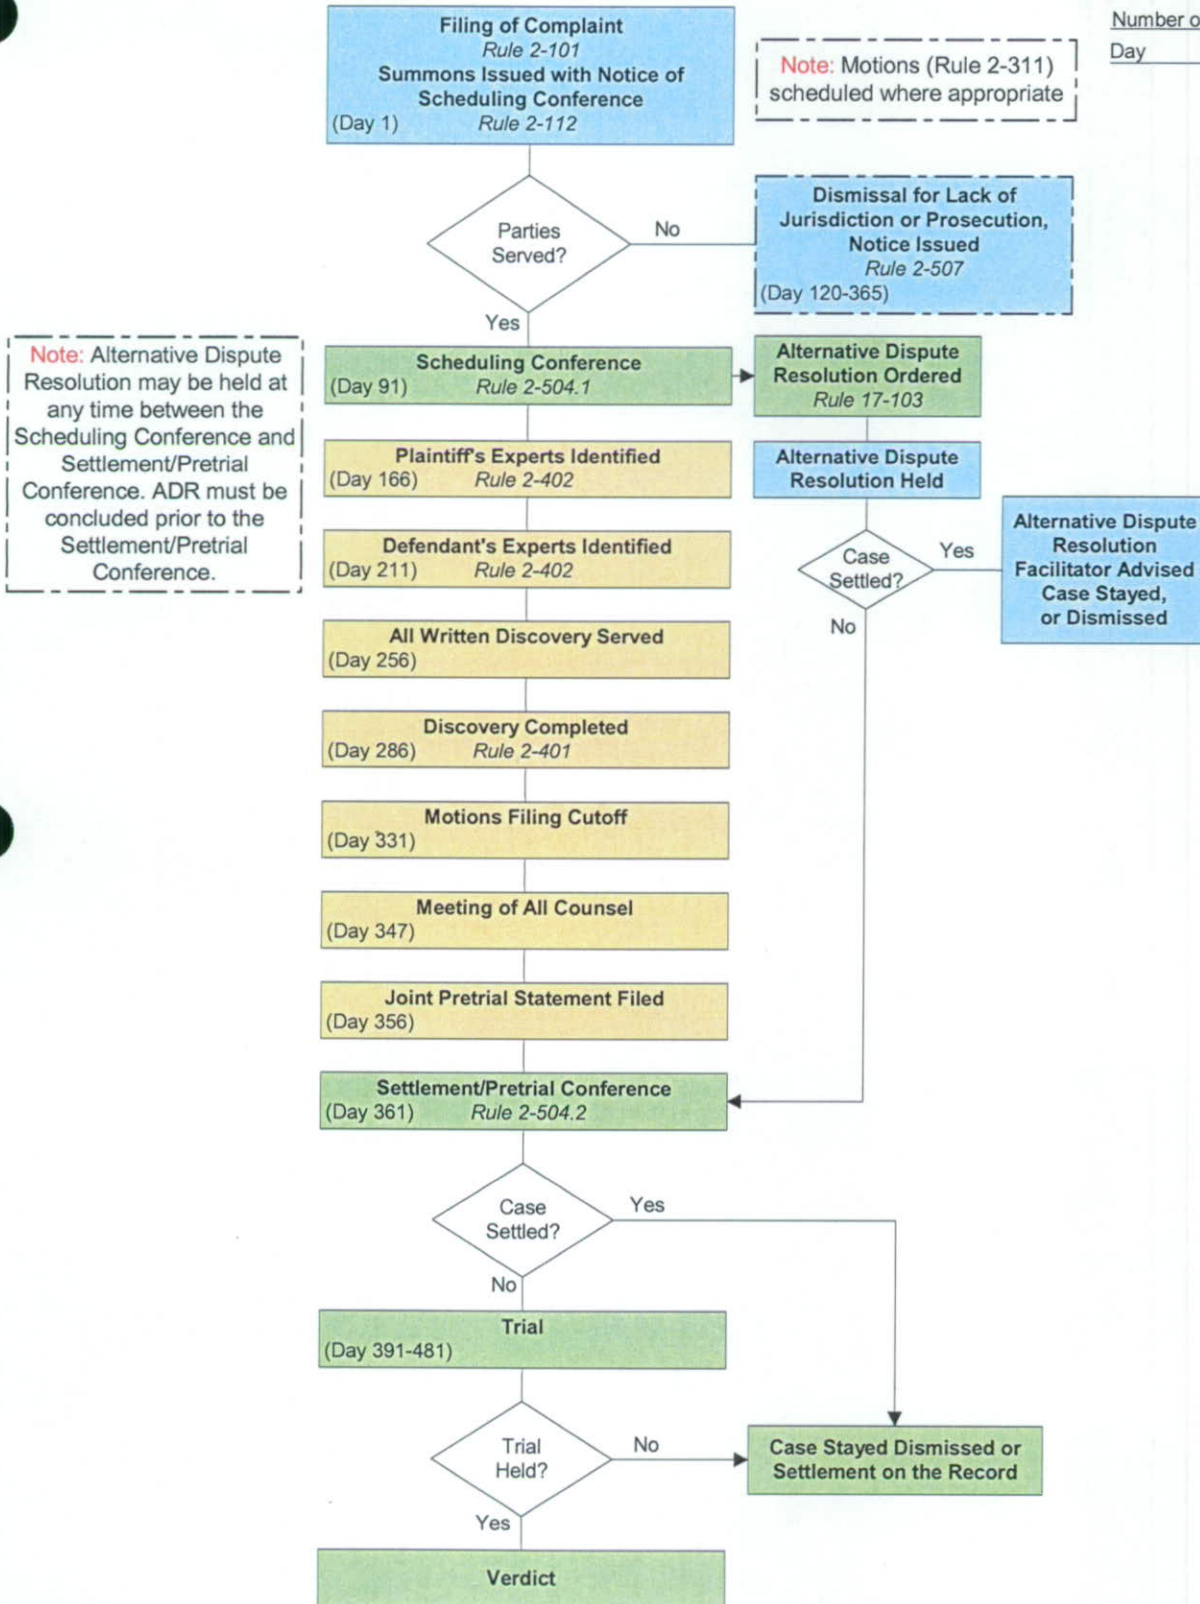 Filing of Complaint
Rule 2-101
Summons Issued with Notice of
Scheduling Conference
(Day 1) Rule 2-112
Note: Motions (Rule 2-311)
scheduled where appropriate
Number o
Day
Parties
Served?
No
Dismissal for Lack of
Jurisdiction or Prosecution,
Notice Issued
Rule 2-507
(Day 120-365)
Yes
Note: Alternative Dispute
Resolution may be held at
any time between the
Scheduling Conference and
Settlement/Pretrial
Conference. ADR must be
concluded prior to the
Settlement/Pretrial
Conference.
Scheduling Conference
(Day 91) Rule 2-504.1
Alternative Dispute
Resolution Ordered
Rule 17-103
Plaintiff's Experts Identified
(Day 166) Rule 2-402
Alternative Dispute
Resolution Held
Defendant's Experts Identified
(Day 211) Rule 2-402
Case
Settled?
Yes
Alternative Dispute
Resolution
Facilitator Advised
Case Stayed,
or Dismissed
No
All Written Discovery Served
(Day 256)
Discovery Completed
(Day 286) Rule 2-401
Motions Filing Cutoff
(Day 331)
Meeting of All Counsel
(Day 347)
Joint Pretrial Statement Filed
(Day 356)
Settlement/Pretrial Conference
(Day 361) Rule 2-504.2
Case
Settled?
Yes
No
Trial
(Day 391-481)
Trial
Held?
No
Case Stayed Dismissed or
Settlement on the Record
Yes
Verdict